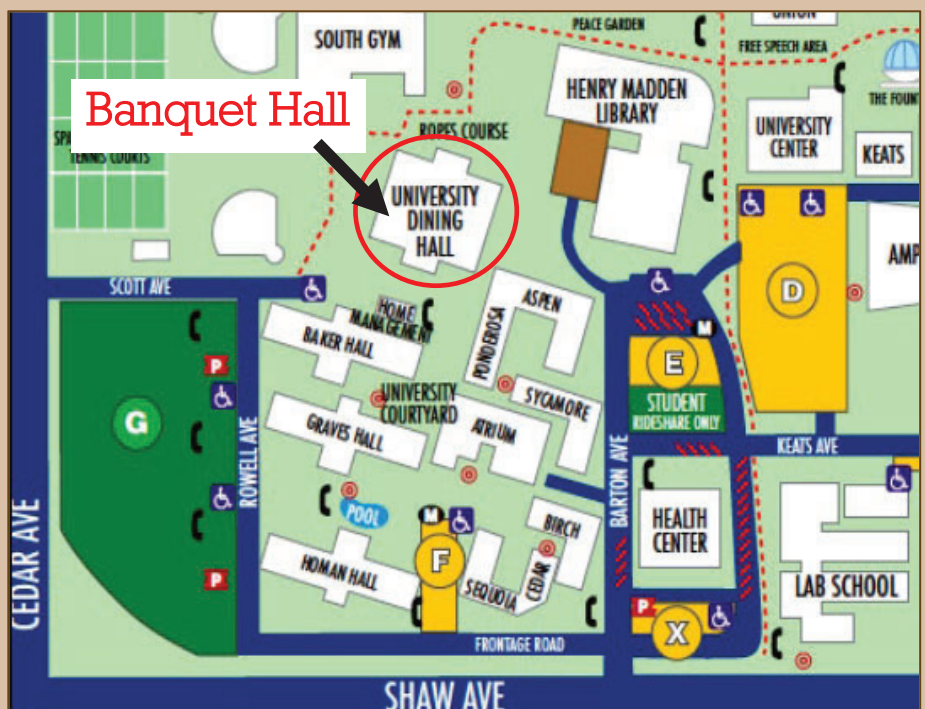 PEACE GARDEN
UNION
SOUTH GYM
FREE SPEECH AREA
HENRY MADDEN
LIBRARY
THE FOUN
Banquet Hall
UNIVERSITY
CENTER
KEATS
ROPES COURSE
TENNIS COURTS
UNIVERSITY
DINING
HALL
AMP
SCOTT AVE
D
HOME
MANAGEMENT
ASPEN
BAKER HALL
PONDEROSA
E
P
UNIVERSITY
COURTYARD
SYCAMORE
STUDENT
RIDESHARE ONLY
M
G
GRAVES HALL
ATRIUM
ROWELL AVE
BARTON AVE
KEATS AVE
CEDAR AVE
POOL
M
BIRCH
HEALTH
CENTER
F
HOMAN HALL
SEQUOIA
CEDAR
LAB SCHOOL
P
P
X
FRONTAGE ROAD
SHAW AVE